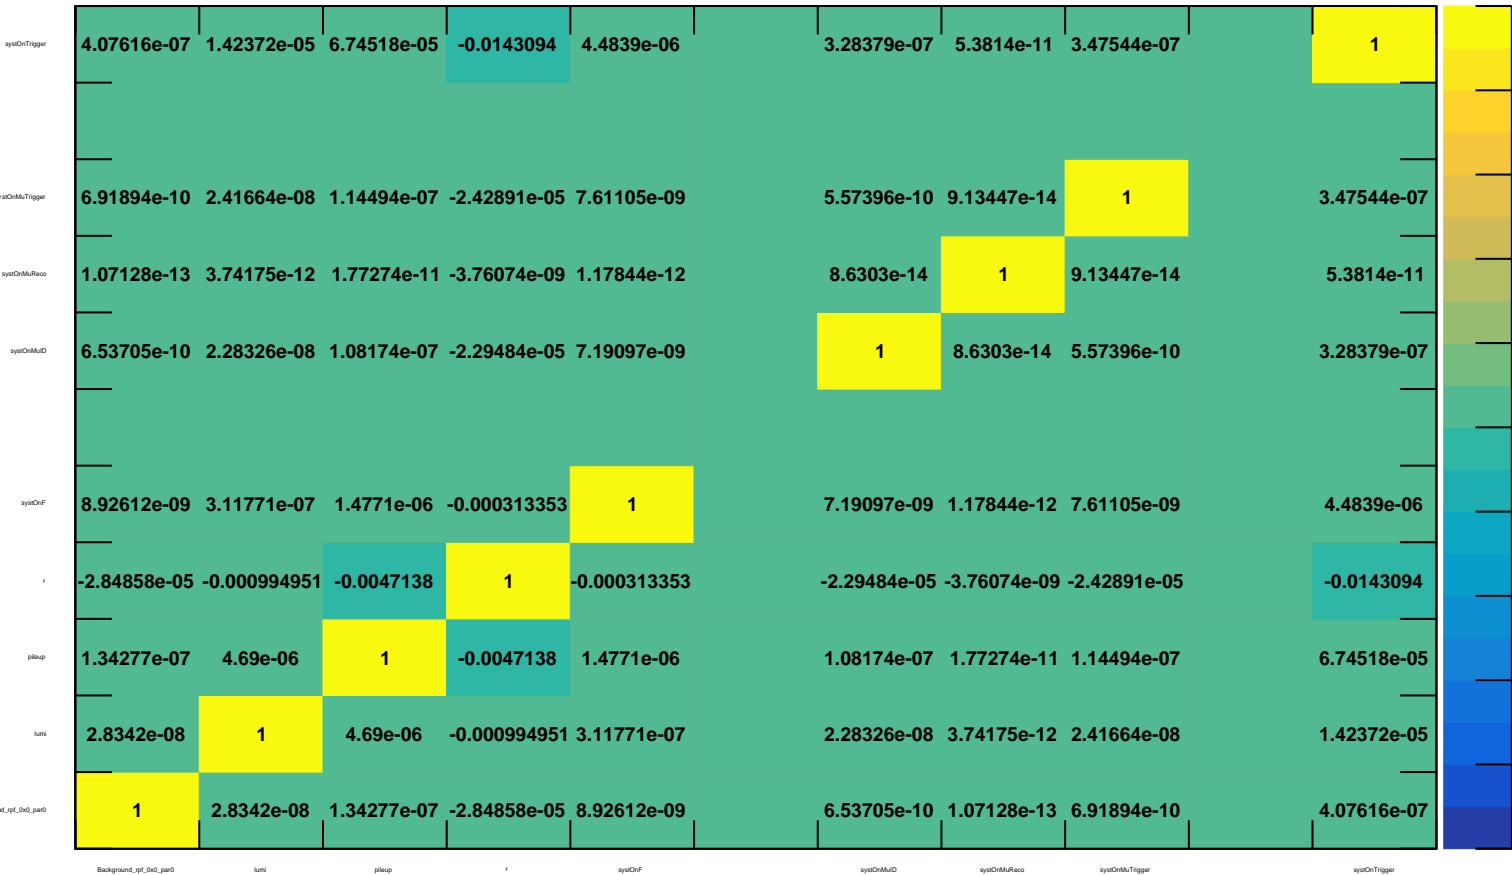 systOnTrigger 4.07616e-07 1.42372e-05 6.74518e-05 -0.0143094 4.4839e-06 3.28379e-07 5.3814e-11 3.47544e-07 1
stOnMuTrigger 6.91894e-10 2.41664e-08 1.14494e-07 -2.42891e-05 7.61105e-09 5.57396e-10 9.13447e-14 1 3.47544e-07
systOnMuReco 1.07128e-13 3.74175e-12 1.77274e-11 -3.76074e-09 1.17844e-12 8.6303e-14 1 9.13447e-14 5.3814e-11
systOnMuID 6.53705e-10 2.28326e-08 1.08174e-07 -2.29484e-05 7.19097e-09 1 8.6303e-14 5.57396e-10 3.28379e-07
systOnF 8.92612e-09 3.11771e-07 1.4771e-06 -0.000313353 1 7.19097e-09 1.17844e-12 7.61105e-09 4.4839e-06
r -2.84858e-05 -0.000994951 -0.0047138 1 -0.000313353 -2.29484e-05 -3.76074e-09 -2.42891e-05 -0.0143094
pileup 1.34277e-07 4.69e-06 1 -0.0047138 1.4771e-06 1.08174e-07 1.77274e-11 1.14494e-07 6.74518e-05
lumi 2.8342e-08 1 4.69e-06 -0.000994951 3.11771e-07 2.28326e-08 3.74175e-12 2.41664e-08 1.42372e-05
d_rpf_0x0_par0 1 2.8342e-08 1.34277e-07 -2.84858e-05 8.92612e-09 6.53705e-10 1.07128e-13 6.91894e-10 4.07616e-07
Background_rpf_0x0_par0 lumi pileup r systOnF systOnMuID systOnMuReco systOnMuTrigger systOnTrigger